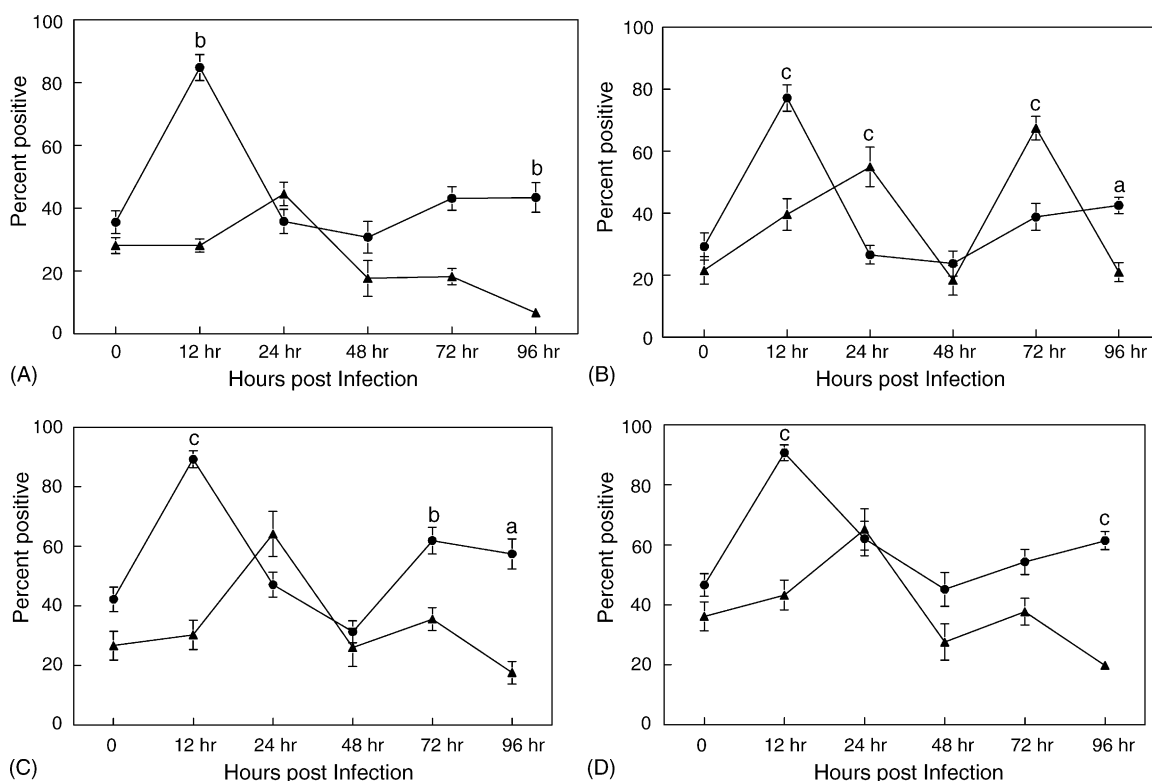 100
80
60
40
20
0
Percent positive
b
b
0 12 hr 24 hr 48 hr 72 hr 96 hr
(A) Hours post Infection
100
80
60
40
20
0
Percent positive
c
c
c
a
0 12 hr 24 hr 48 hr 72 hr 96 hr
(B) Hours post Infection
100
80
60
40
20
0
Percent positive
c
b
a
0 12 hr 24 hr 48 hr 72 hr 96 hr
(C) Hours post Infection
100
80
60
40
20
0
Percent positive
c
c
0 12 hr 24 hr 48 hr 72 hr 96 hr
(D) Hours post Infection